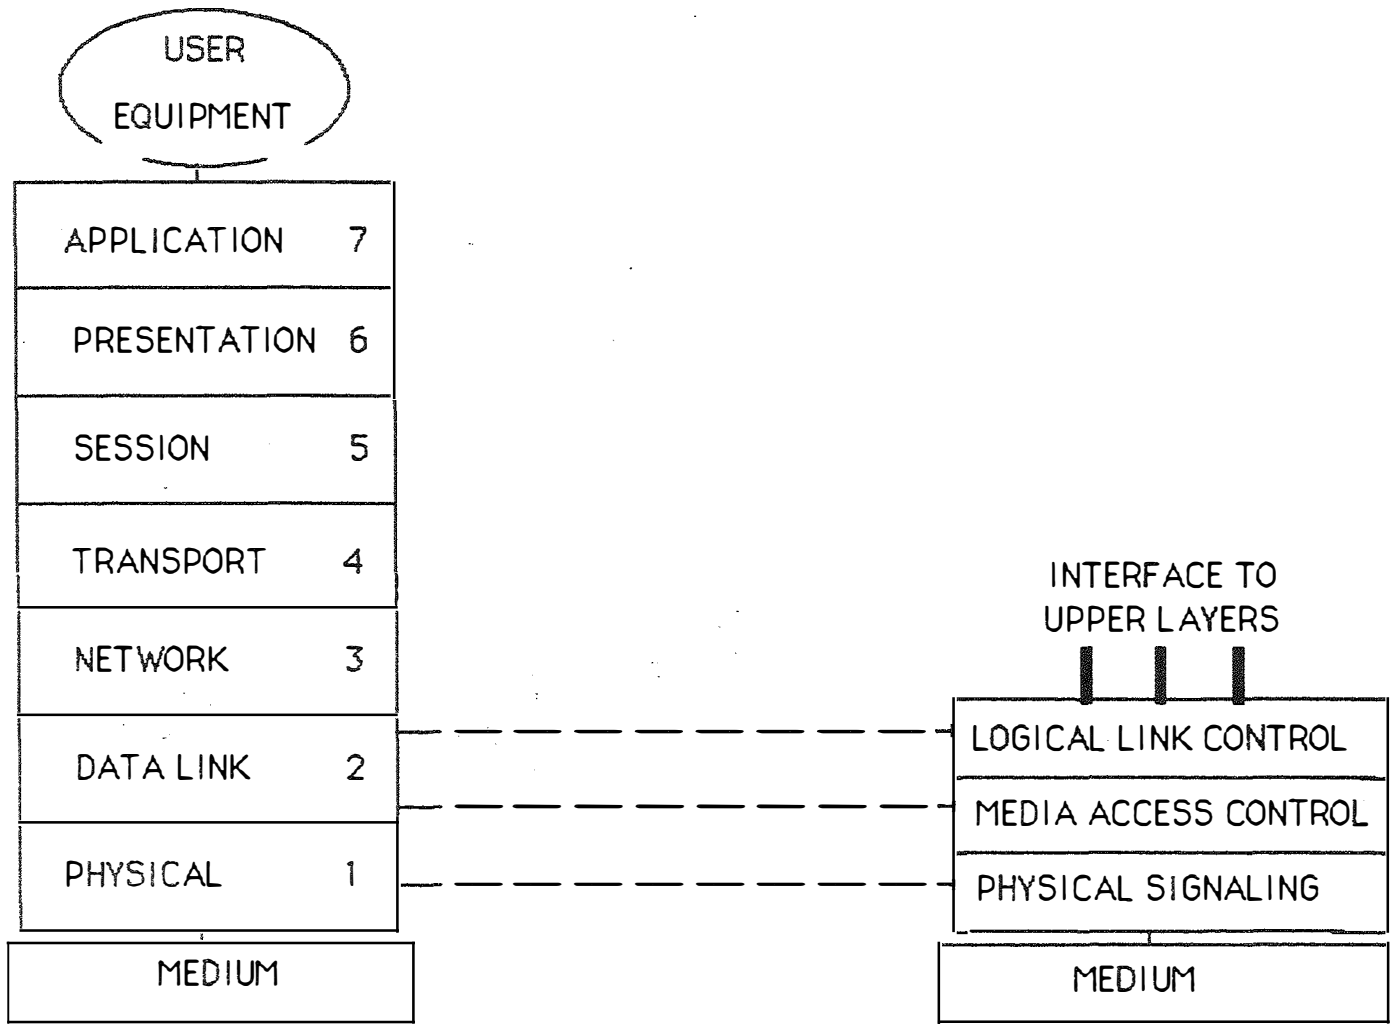 USER
EQUIPMENT
APPLICATION 7
PRESENTATION 6
SESSION 5
TRANSPORT 4
NETWORK 3
DATA LINK 2
PHYSICAL 1
MEDIUM
INTERFACE TO
UPPER LAYERS
LOGICAL LINK CONTROL
MEDIA ACCESS CONTROL
PHYSICAL SIGNALING
MEDIUM